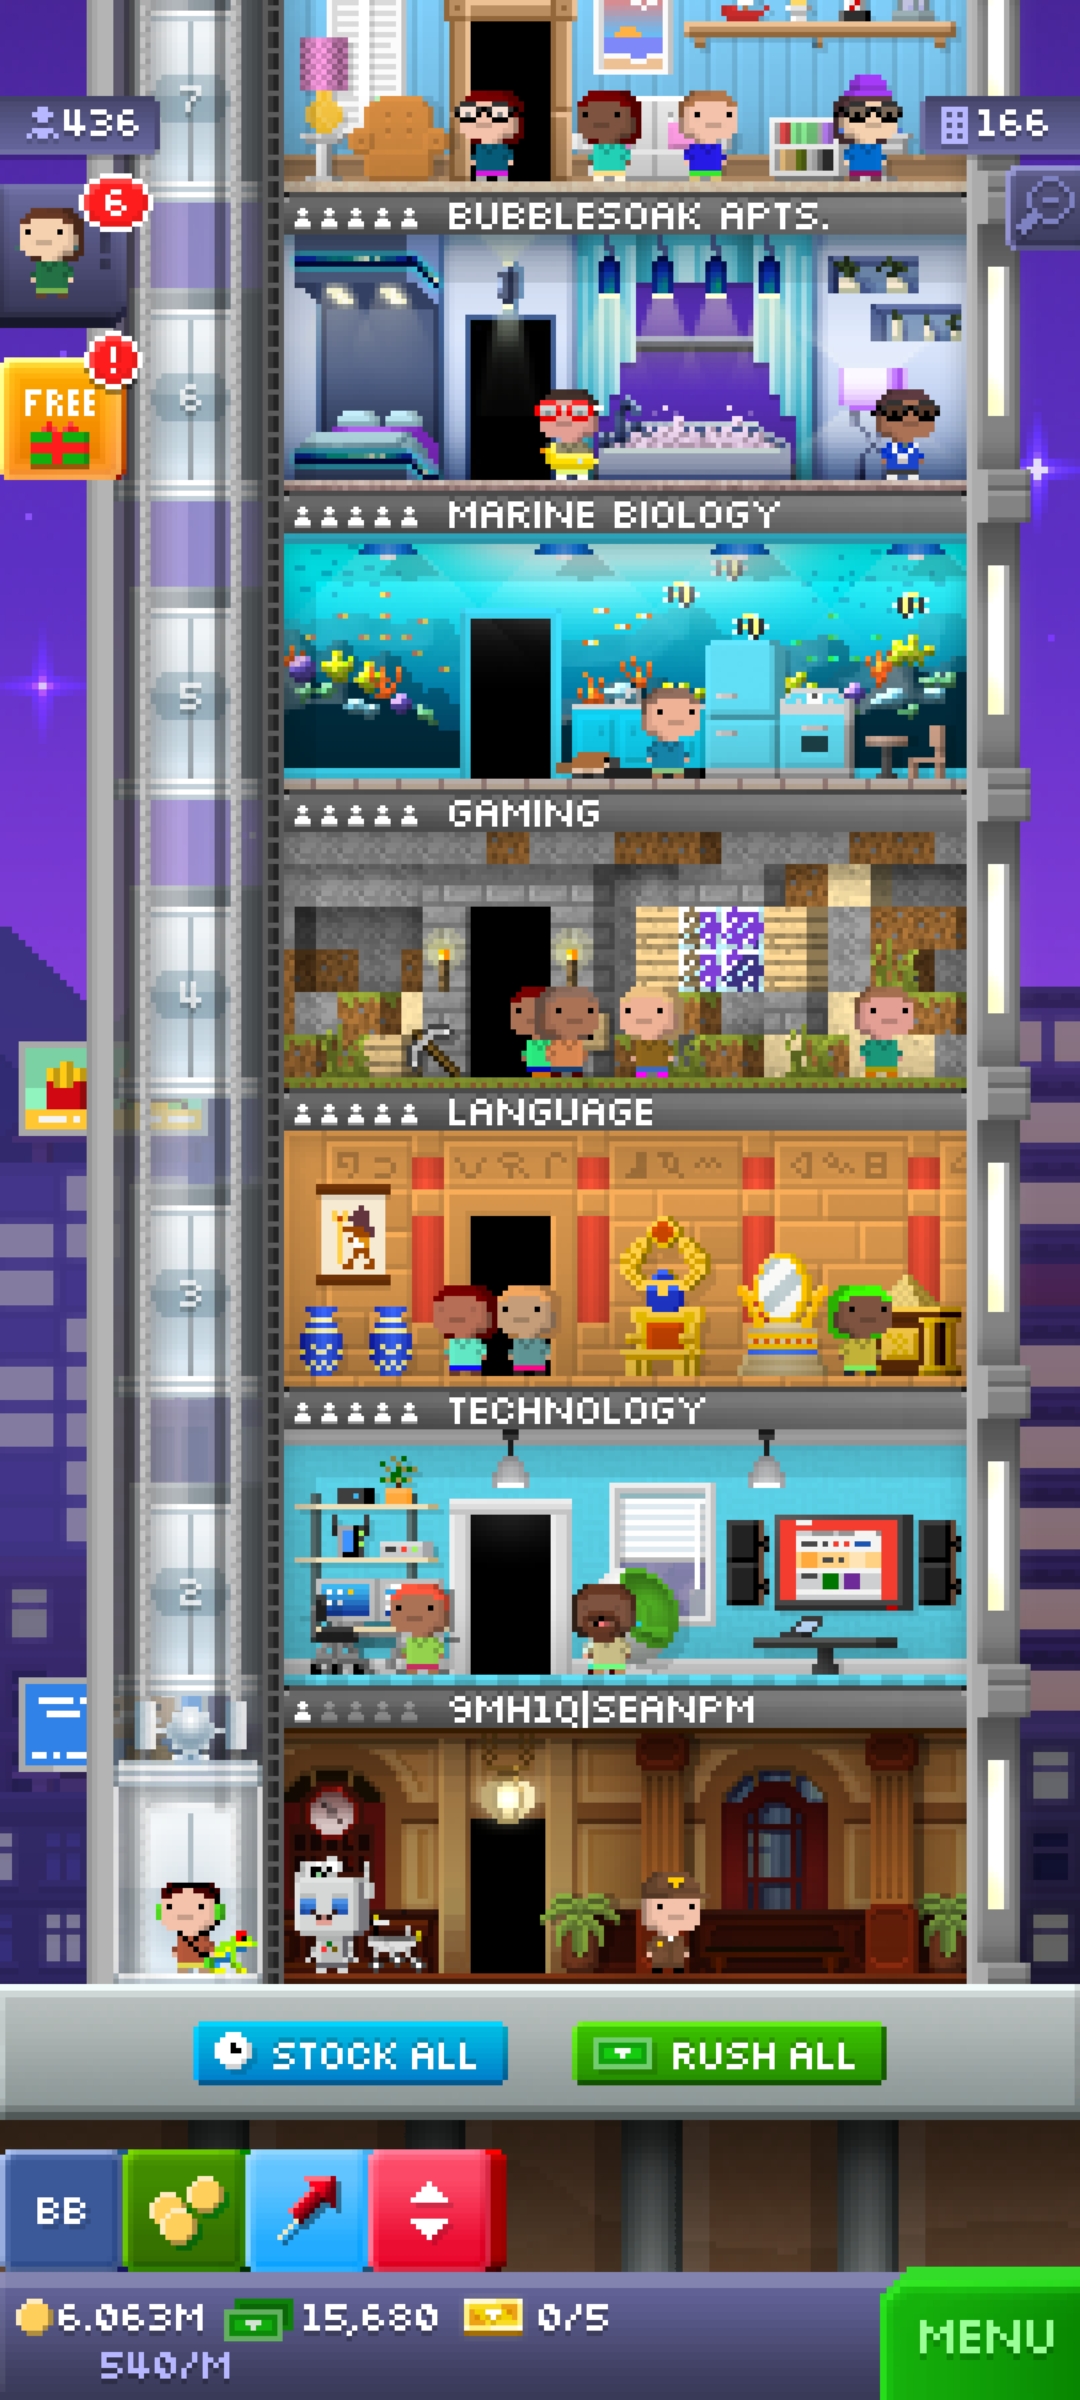 7
436
166
6
BUBBLESOAK APTS.
!
FREE
6
MARINE BIOLOGY
5
GAMING
4
LANGUAGE
3
TECHNOLOGY
2
9MH1Q|SEANPM
STOCK ALL
RUSH ALL
BB
6.063M
15,680
0/5
540/M
MENU